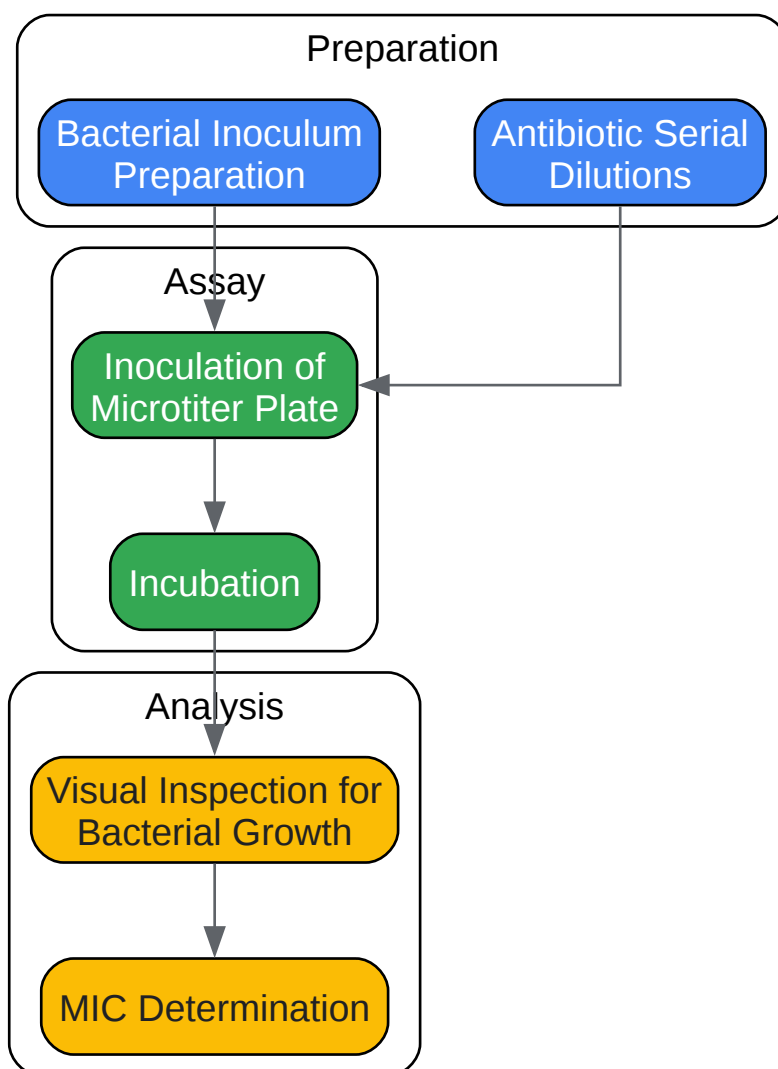 Preparation
Bacterial Inoculum
Preparation
Antibiotic Serial
Dilutions
Assay
Inoculation of
Microtiter Plate
Incubation
Analysis
Visual Inspection for
Bacterial Growth
MIC Determination